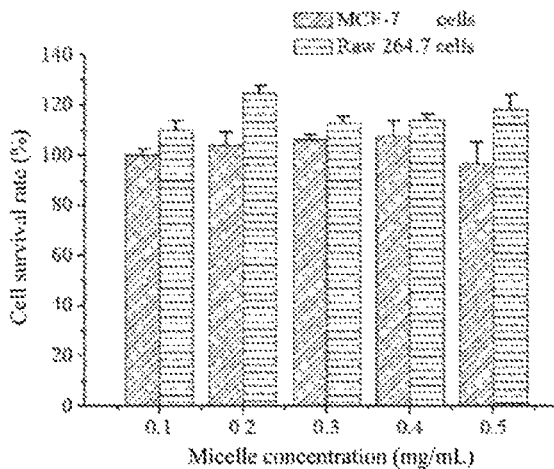 MCF-7 cells
Raw 264.7 cells
Cell survival rate (%)
140
120
100
80
60
40
20
0
0.1 0.2 0.3 0.4 0.5
Micelle concentration (mg/mL)